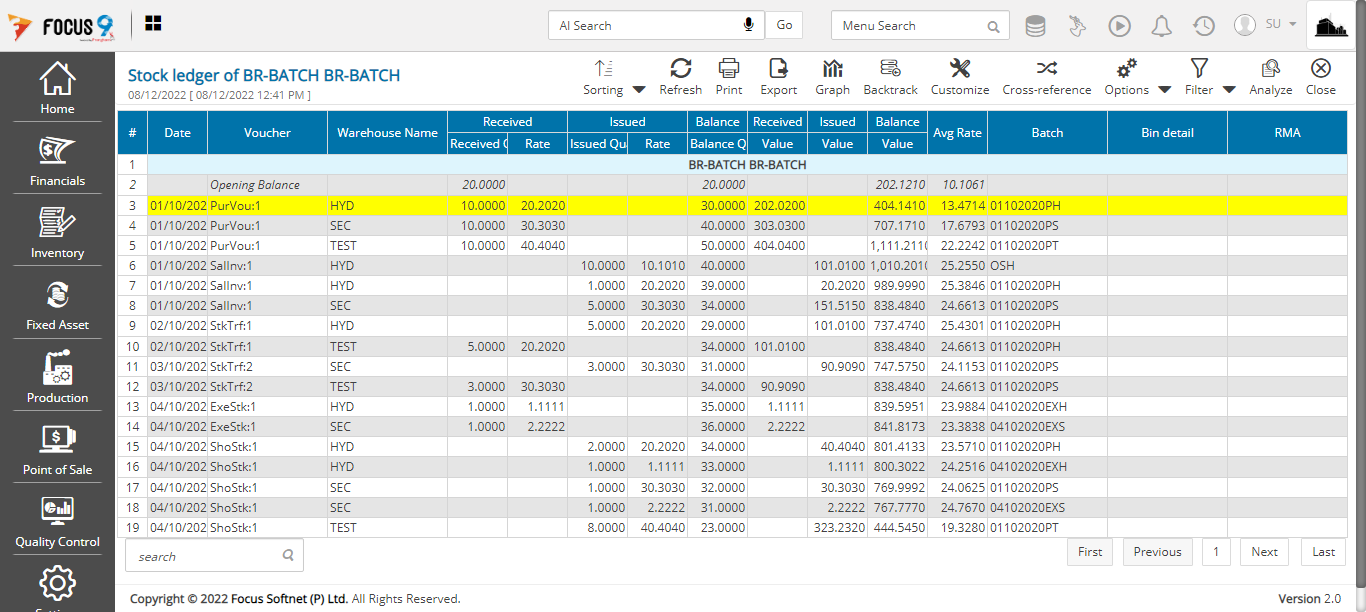 FOCUS 9
AI Search
Go
Menu Search
SU
Home
Financials
Inventory
Fixed Asset
Production
Point of Sale
Quality Control
Stock ledger of BR-BATCH BR-BATCH
08/12/2022 [ 08/12/2022 12:41 PM ]
Sorting Refresh Print Export Graph Backtrack Customize Cross-reference Options Filter Analyze Close
# Date Voucher Warehouse Name Received Issued Balance Received Issued Balance Avg Rate Batch Bin detail RMA
Received Q Rate Issued Qu Rate Balance Q Value Value Value
1 BR-BATCH BR-BATCH
2 Opening Balance 20.0000 20.0000 202.1210 10.1061
3 01/10/202 PurVou:1 HYD 10.0000 20.2020 30.0000 202.0200 404.1410 13.4714 01102020PH
4 01/10/202 PurVou:1 SEC 10.0000 30.3030 40.0000 303.0300 707.1710 17.6793 01102020PS
5 01/10/202 PurVou:1 TEST 10.0000 40.4040 50.0000 404.0400 1,111.2110 22.2242 01102020PT
6 01/10/202 SalInv:1 HYD 10.0000 10.1010 40.0000 101.0100 1,010.2010 25.2550 OSH
7 01/10/202 SalInv:1 HYD 1.0000 20.2020 39.0000 20.2020 989.9990 25.3846 01102020PH
8 01/10/202 SalInv:1 SEC 5.0000 30.3030 34.0000 151.5150 838.4840 24.6613 01102020PS
9 02/10/202 StkTrf:1 HYD 5.0000 20.2020 29.0000 101.0100 737.4740 25.4301 01102020PH
10 02/10/202 StkTrf:1 TEST 5.0000 20.2020 34.0000 101.0100 838.4840 24.6613 01102020PH
11 03/10/202 StkTrf:2 SEC 3.0000 30.3030 31.0000 90.9090 747.5750 24.1153 01102020PS
12 03/10/202 StkTrf:2 TEST 3.0000 30.3030 34.0000 90.9090 838.4840 24.6613 01102020PS
13 04/10/202 ExeStk:1 HYD 1.0000 1.1111 35.0000 1.1111 839.5951 23.9884 04102020EXH
14 04/10/202 ExeStk:1 SEC 1.0000 2.2222 36.0000 2.2222 841.8173 23.3838 04102020EXS
15 04/10/202 ShoStk:1 HYD 2.0000 20.2020 34.0000 40.4040 801.4133 23.5710 01102020PH
16 04/10/202 ShoStk:1 HYD 1.0000 1.1111 33.0000 1.1111 800.3022 24.2516 04102020EXH
17 04/10/202 ShoStk:1 SEC 1.0000 30.3030 32.0000 30.3030 769.9992 24.0625 01102020PS
18 04/10/202 ShoStk:1 SEC 1.0000 2.2222 31.0000 2.2222 767.7770 24.7670 04102020EXS
19 04/10/202 ShoStk:1 TEST 8.0000 40.4040 23.0000 323.2320 444.5450 19.3280 01102020PT
search
First Previous 1 Next Last
Copyright © 2022 Focus Softnet (P) Ltd. All Rights Reserved.
Version 2.0